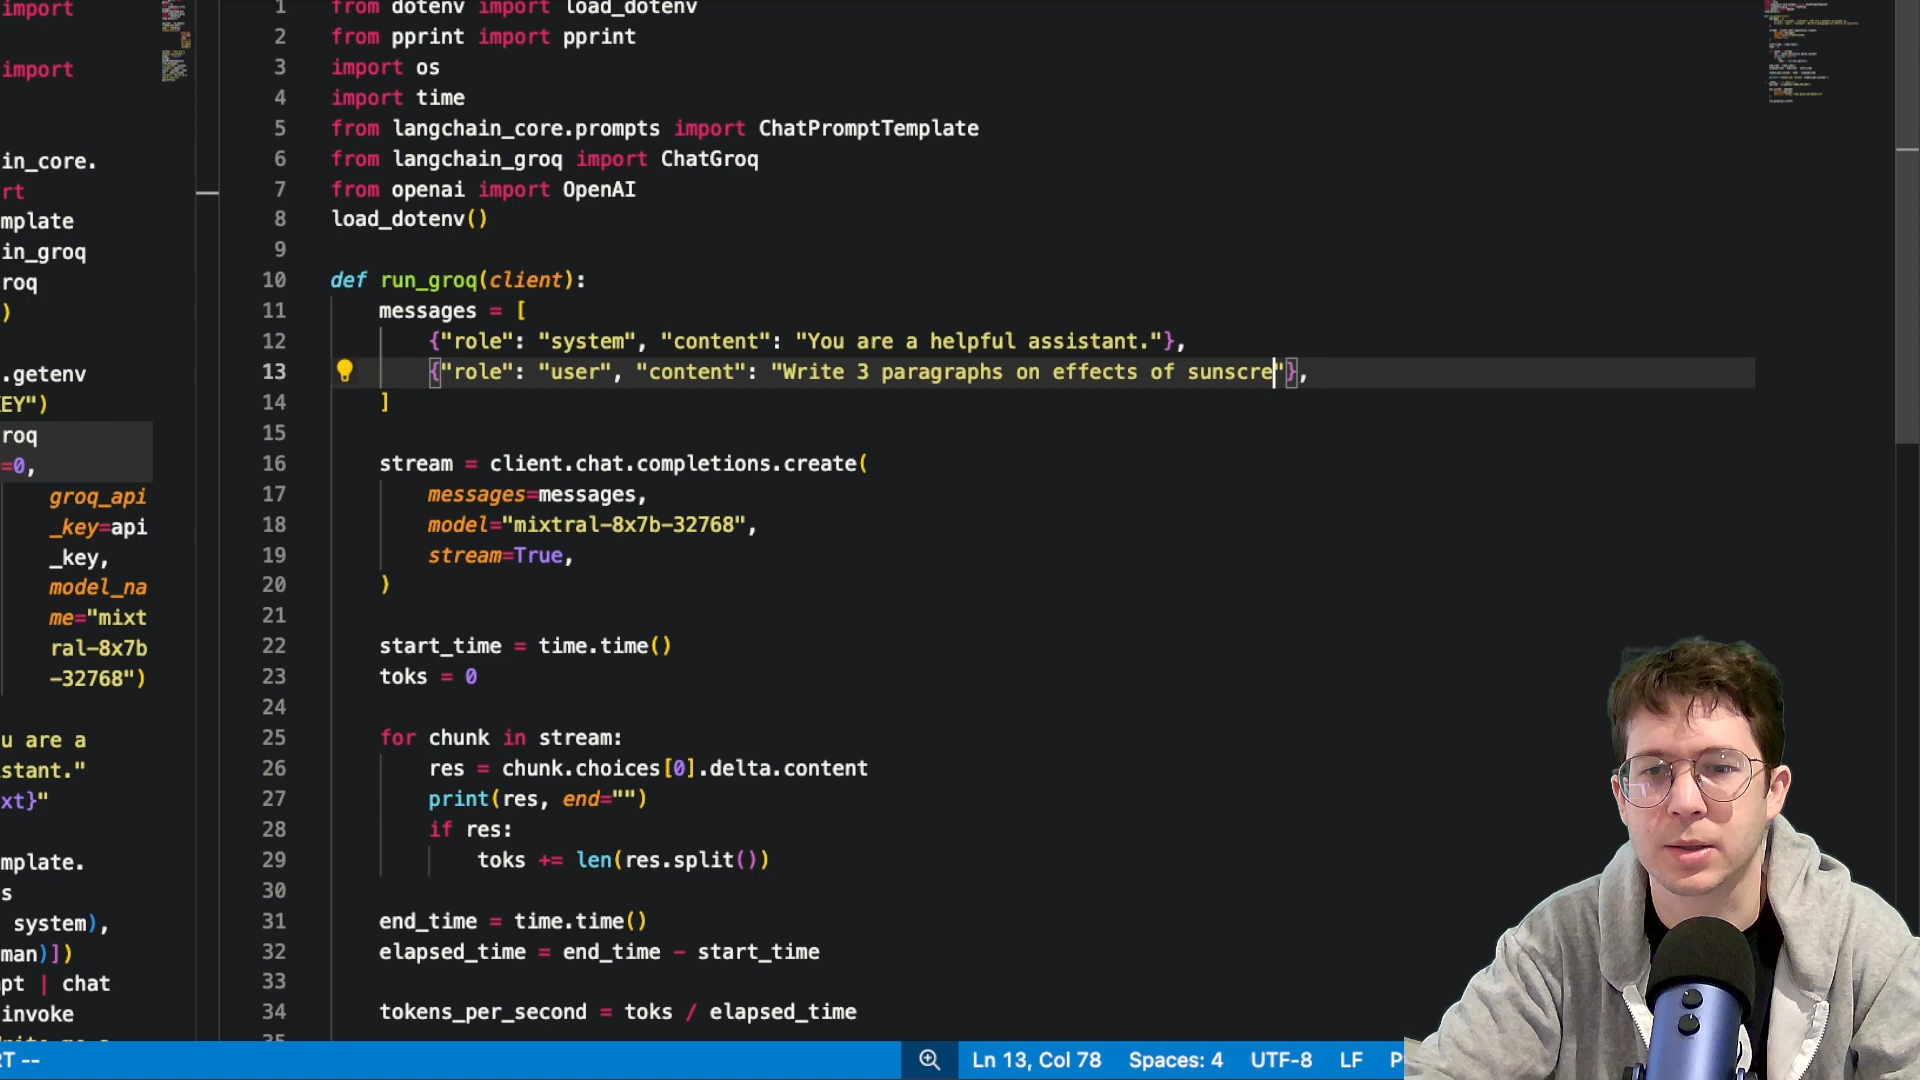 import
import
in_core.
rt
mplate
in_groq
roq
)
.getenv
KEY")
roq
=0,
groq_api
_key=api
_key,
model_na
me="mixt
ral-8x7b
-32768")
u are a
stant."
xt}"
mplate.
s
system),
man)])
pt | chat
invoke
1 from dotenv import load_dotenv
2 from pprint import pprint
3 import os
4 import time
5 from langchain_core.prompts import ChatPromptTemplate
6 from langchain_groq import ChatGroq
7 from openai import OpenAI
8 load_dotenv()
9
10 def run_groq(client):
11 messages = [
12 {"role": "system", "content": "You are a helpful assistant."},
13 {"role": "user", "content": "Write 3 paragraphs on effects of sunscre"},
14 ]
15
16 stream = client.chat.completions.create(
17 messages=messages,
18 model="mixtral-8x7b-32768",
19 stream=True,
20 )
21
22 start_time = time.time()
23 toks = 0
24
25 for chunk in stream:
26 res = chunk.choices[0].delta.content
27 print(res, end="")
28 if res:
29 toks += len(res.split())
30
31 end_time = time.time()
32 elapsed_time = end_time - start_time
33
34 tokens_per_second = toks / elapsed_time
RT -- Ln 13, Col 78 Spaces: 4 UTF-8 LF P